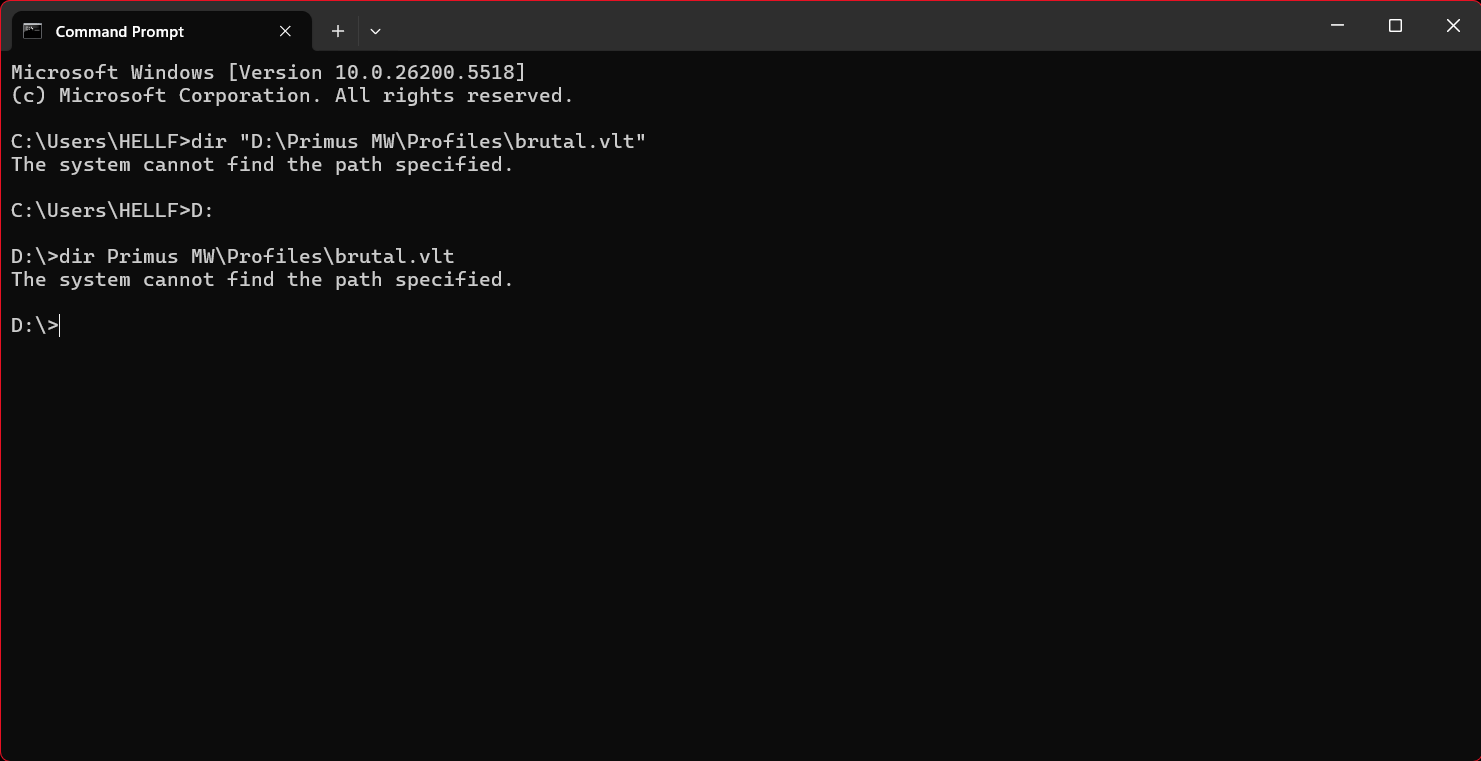 Command Prompt
Microsoft Windows [Version 10.0.26200.5518]
(c) Microsoft Corporation. All rights reserved.
C:\Users\HELLF>dir "D:\Primus MW\Profiles\brutal.vlt"
The system cannot find the path specified.
C:\Users\HELLF>D:
D:\>dir Primus MW\Profiles\brutal.vlt
The system cannot find the path specified.
D:\>